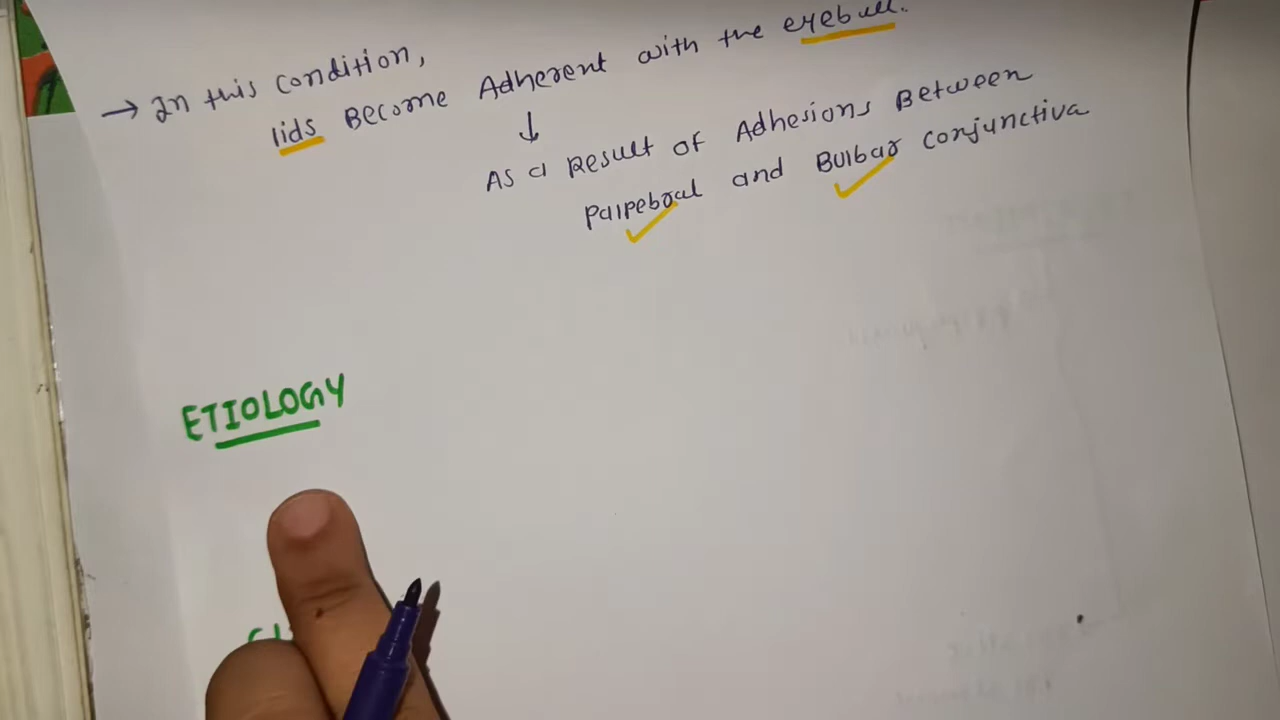 → In this condition,
lids Become Adherent with the eyeball.
↓
As a Result of Adhesions Between
Palpebral and Bulbar conjunctiva
ETIOLOGY